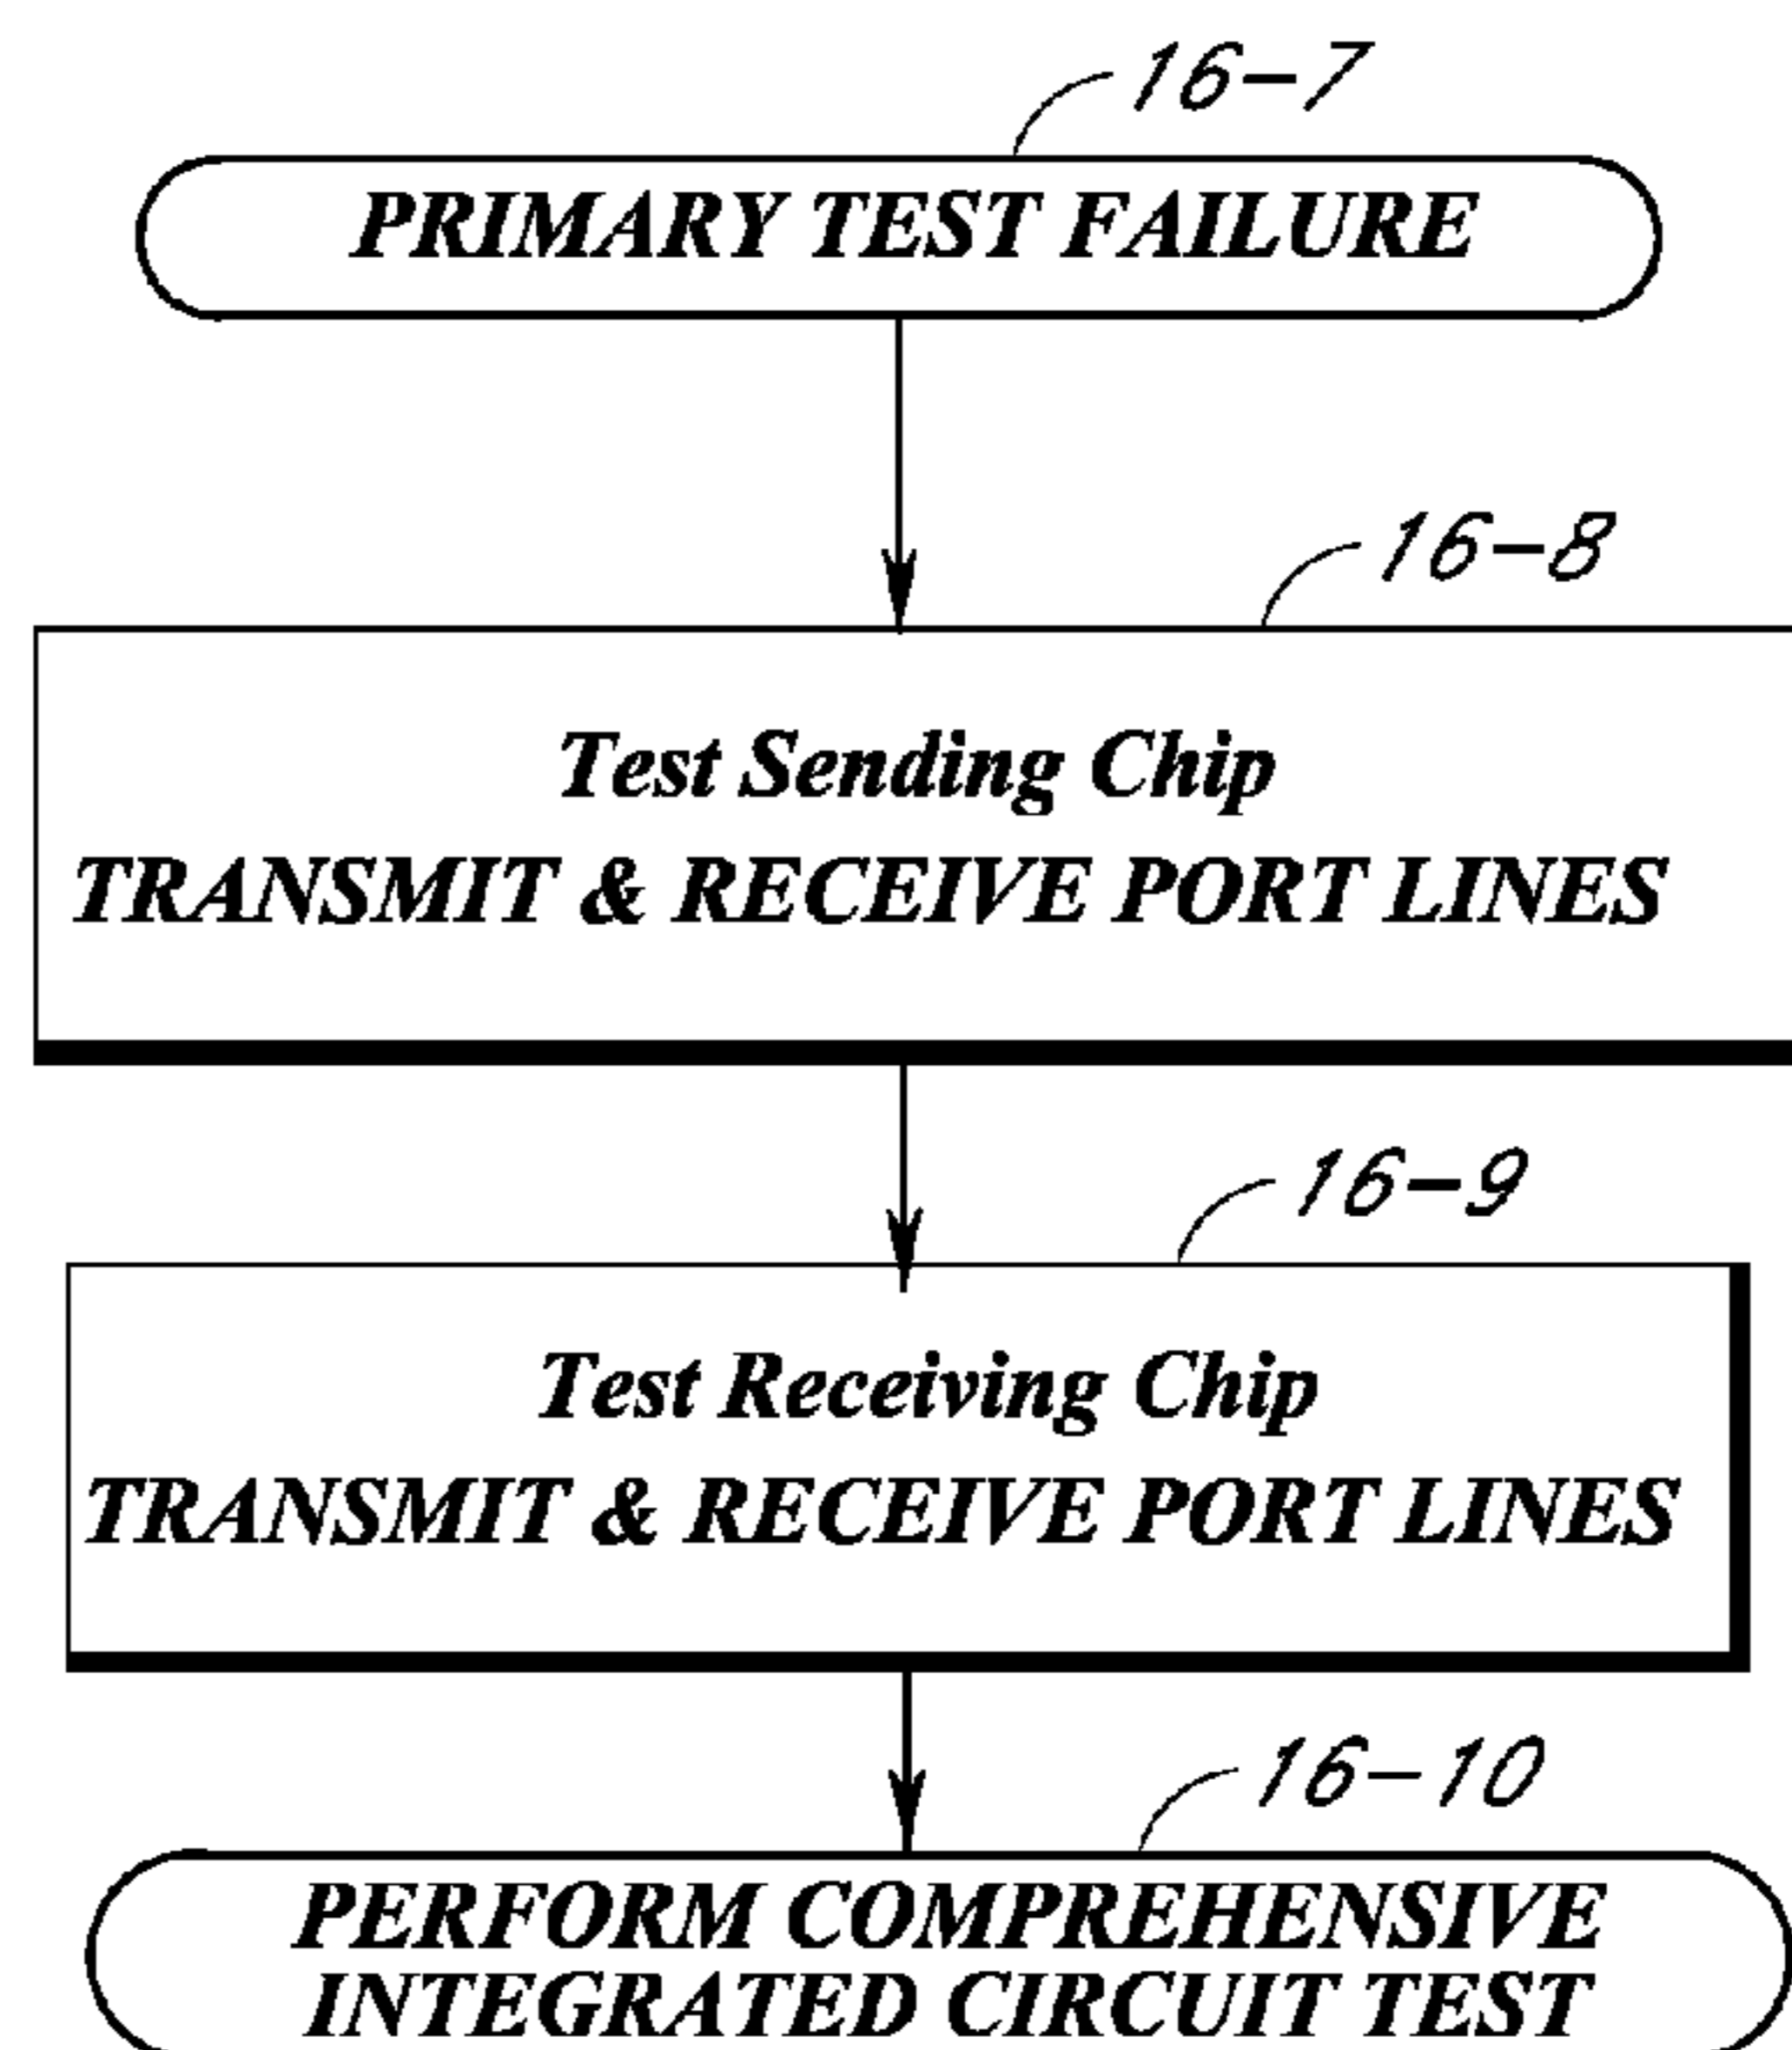 16-7
PRIMARY TEST FAILURE
16-8
Test Sending Chip
TRANSMIT & RECEIVE PORT LINES
16-9
Test Receiving Chip
TRANSMIT & RECEIVE PORT LINES
16-10
PERFORM COMPREHENSIVE
INTEGRATED CIRCUIT TEST